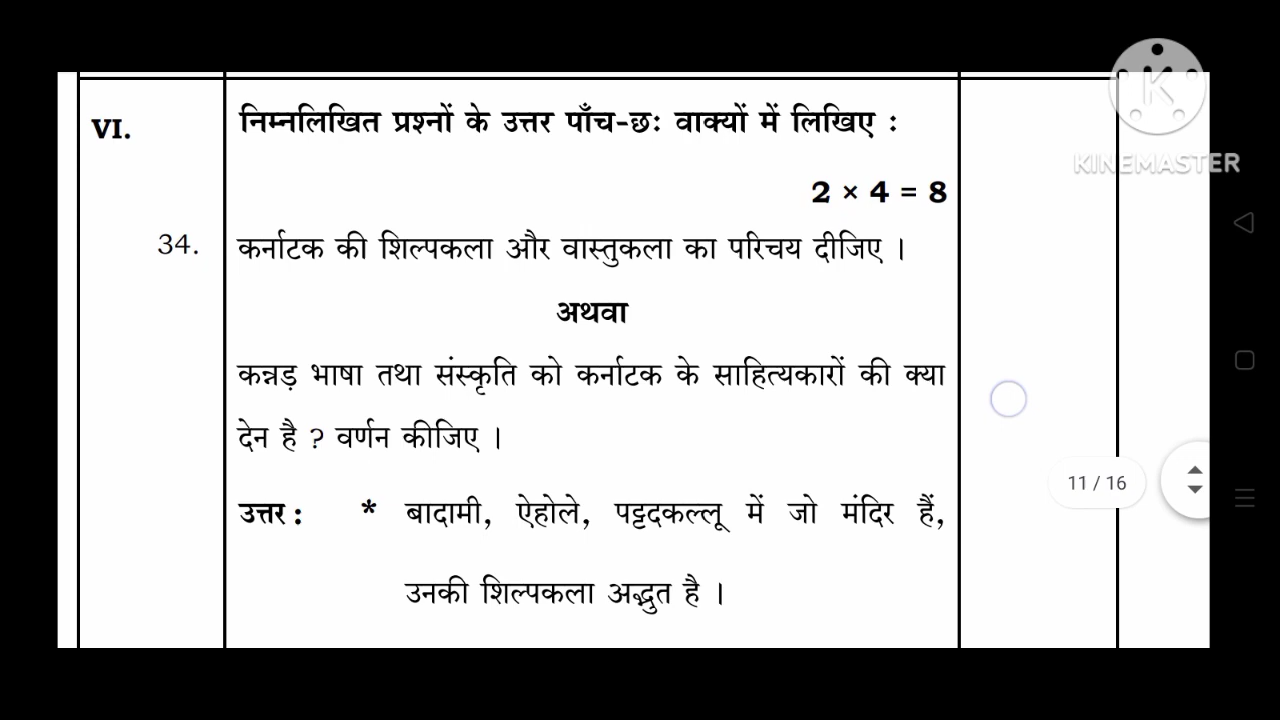 VI.
निम्नलिखित प्रश्नों के उत्तर पाँच-छः वाक्यों में लिखिए :
2 × 4 = 8
34. कर्नाटक की शिल्पकला और वास्तुकला का परिचय दीजिए ।
अथवा
कन्नड़ भाषा तथा संस्कृति को कर्नाटक के साहित्यकारों की क्या
देन है ? वर्णन कीजिए ।
उत्तर : * बादामी, ऐहोले, पट्टदकल्लू में जो मंदिर हैं,
उनकी शिल्पकला अद्भुत है ।
K
KINEMASTER
11 / 16